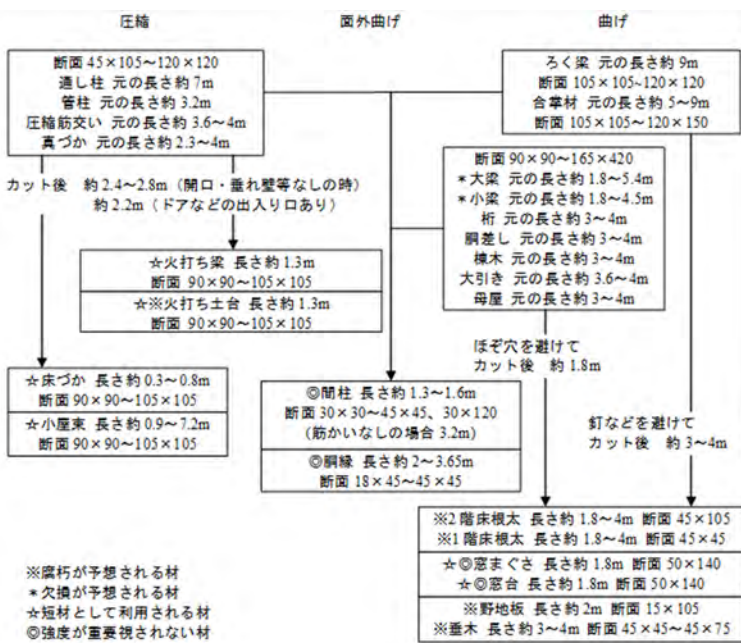 圧縮
面外曲げ
曲げ
断面 45×105～120×120
通し柱 元の長さ約 7m
管柱 元の長さ約 3.2m
圧縮筋交い 元の長さ約 3.6～4m
真づか 元の長さ約 2.3～4m
ろく梁 元の長さ約 9m
断面 105×105~120×120
合掌材 元の長さ約 5～9m
断面 105×105～120×150
断面 90×90～165×420
*大梁 元の長さ約 1.8～5.4m
*小梁 元の長さ約 1.8～4.5m
桁 元の長さ約 3～4m
胴差し 元の長さ約 3～4m
棟木 元の長さ約 3～4m
大引き 元の長さ約 3.6～4m
母屋 元の長さ約 3～4m
カット後 約 2.4～2.8m（開口・垂れ壁等なしの時）
約 2.2m（ドアなどの出入り口あり）
☆火打ち梁 長さ約 1.3m
断面 90×90～105×105
☆※火打ち土台 長さ約 1.3m
断面 90×90～105×105
ほぞ穴を避けて
カット後 約 1.8m
☆床づか 長さ約 0.3～0.8m
断面 90×90～105×105
☆小屋束 長さ約 0.9～7.2m
断面 90×90～105×105
◎間柱 長さ約 1.3～1.6m
断面 30×30～45×45、30×120
(筋かいなしの場合 3.2m)
◎胴縁 長さ約 2～3.65m
断面 18×45～45×45
釘などを避けて
カット後 約 3～4m
※2 階床根太 長さ約 1.8～4m 断面 45×105
※1 階床根太 長さ約 1.8～4m 断面 45×45
☆◎窓まぐさ 長さ約 1.8m 断面 50×140
☆◎窓台 長さ約 1.8m 断面 50×140
※野地板 長さ約 2m 断面 15×105
※垂木 長さ約 3～4m 断面 45×45～45×75
※腐朽が予想される材
*欠損が予想される材
☆短材として利用される材
◎強度が重要視されない材